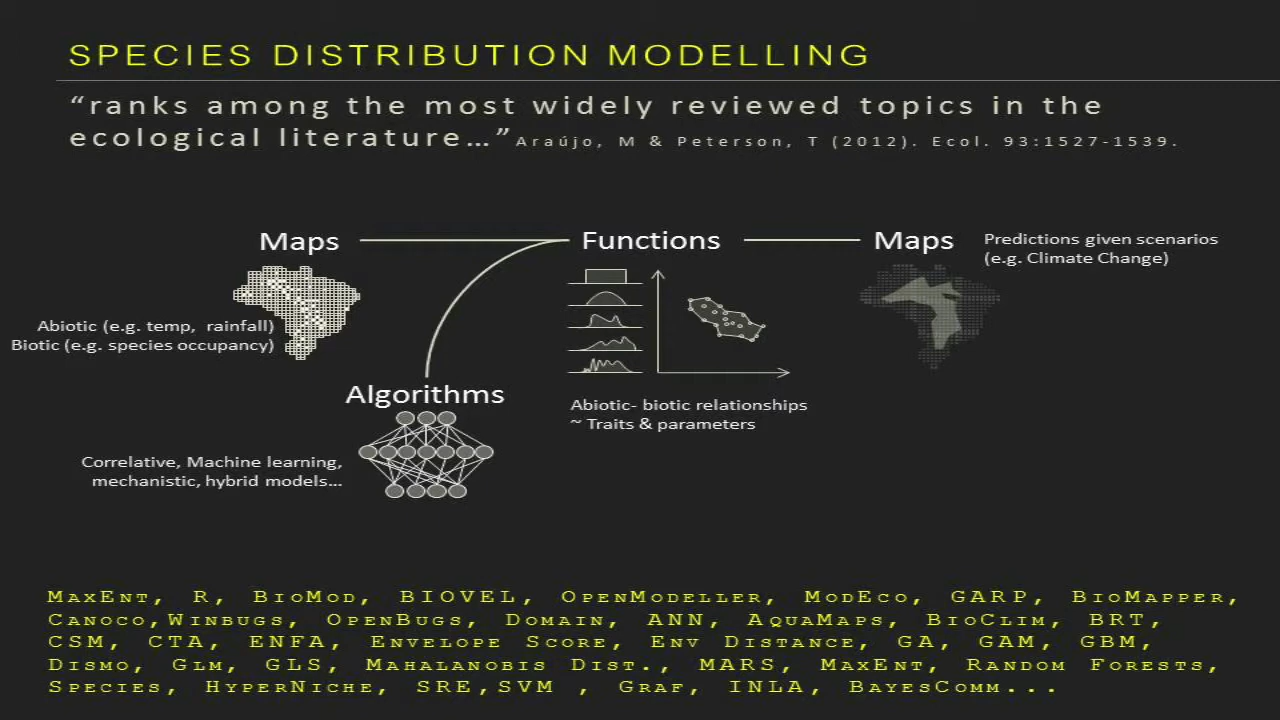 SPECIES DISTRIBUTION MODELLING
“ranks among the most widely reviewed topics in the
ecological literature…” Araújo, M & Peterson, T (2012). Ecol. 93:1527-1539.
Maps
Functions
Maps
Predictions given scenarios
(e.g. Climate Change)
Abiotic (e.g. temp, rainfall)
Biotic (e.g. species occupancy)
Algorithms
Abiotic- biotic relationships
~ Traits & parameters
Correlative, Machine learning,
mechanistic, hybrid models…
MaxEnt, R, BioMod, BIOVEL, OpenModeller, ModEco, GARP, BioMapper,
Canoco,Winbugs, OpenBugs, Domain, ANN, AquaMaps, BioClim, BRT,
CSM, CTA, ENFA, Envelope Score, Env Distance, GA, GAM, GBM,
Dismo, Glm, GLS, Mahalanobis Dist., MARS, MaxEnt, Random Forests,
Species, HyperNiche, SRE,SVM , Graf, INLA, BayesComm...